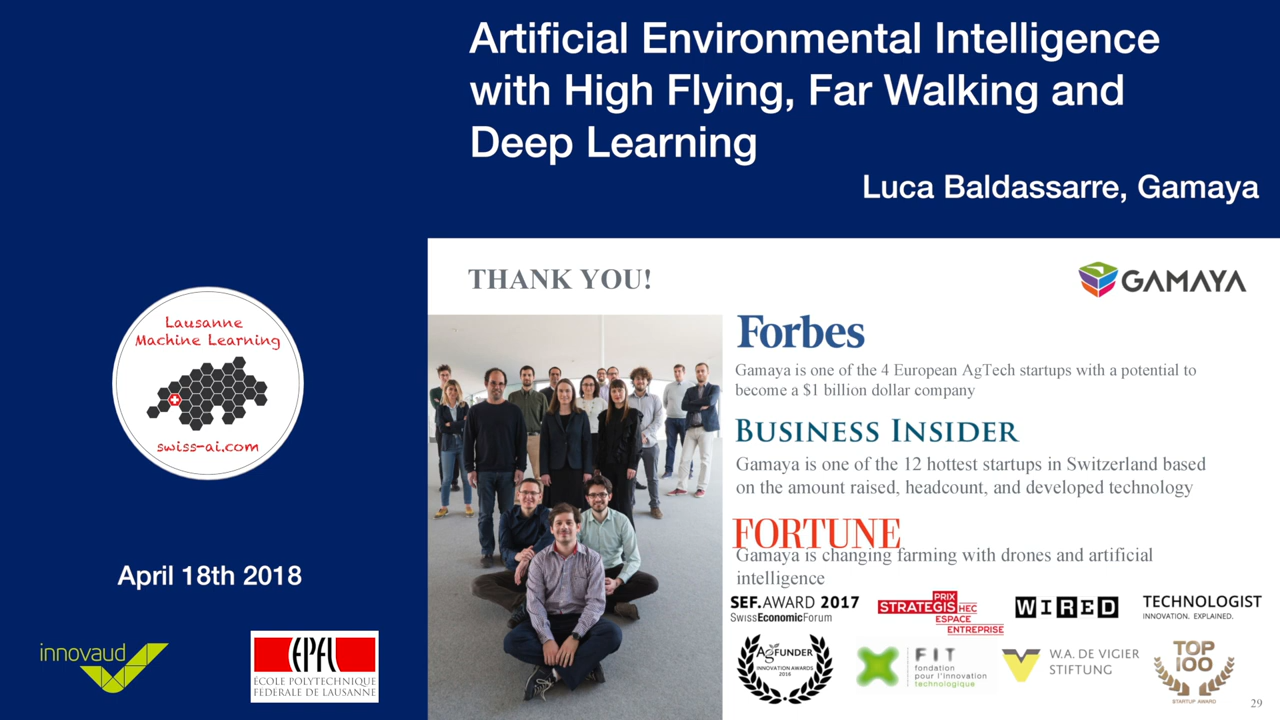 Artificial Environmental Intelligence
with High Flying, Far Walking and
Deep Learning
Luca Baldassarre, Gamaya
THANK YOU!
GAMAYA
Forbes
Gamaya is one of the 4 European AgTech startups with a potential to
become a $1 billion dollar company
BUSINESS INSIDER
Gamaya is one of the 12 hottest startups in Switzerland based
on the amount raised, headcount, and developed technology
FORTUNE
Gamaya is changing farming with drones and artificial
intelligence
SEF.AWARD 2017
SwissEconomicForum
PRIX
STRATEGIS HEC
ESPACE
ENTREPRISE
WIRED
TECHNOLOGIST
INNOVATION. EXPLAINED.
AgFUNDER
INNOVATION AWARDS
2016
FIT
fondation
pour l'innovation
technologique
W.A. DE VIGIER
STIFTUNG
TOP
100
STARTUP AWARD
29
Lausanne
Machine Learning
swiss-ai.com
April 18th 2018
innovaud
EPFL
ÉCOLE POLYTECHNIQUE
FÉDÉRALE DE LAUSANNE